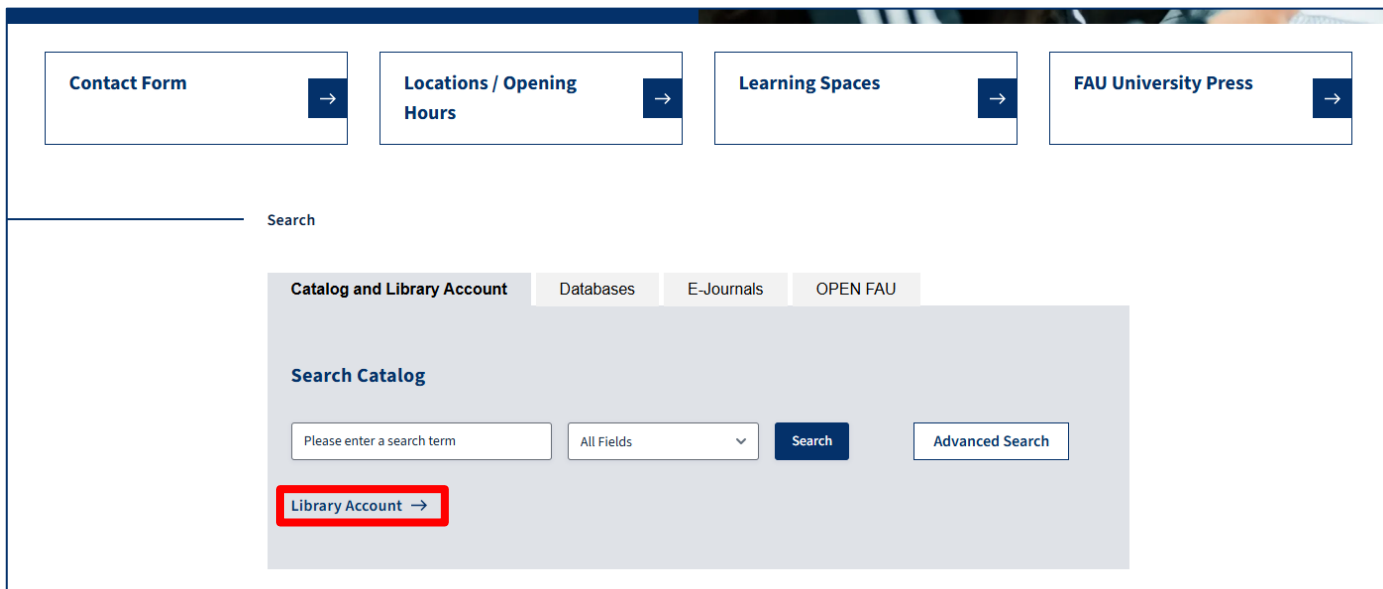 Contact Form
Locations / Opening
Hours
Learning Spaces
FAU University Press
Search
Catalog and Library Account
Databases
E-Journals
OPEN FAU
Search Catalog
Please enter a search term
All Fields
Search
Advanced Search
Library Account